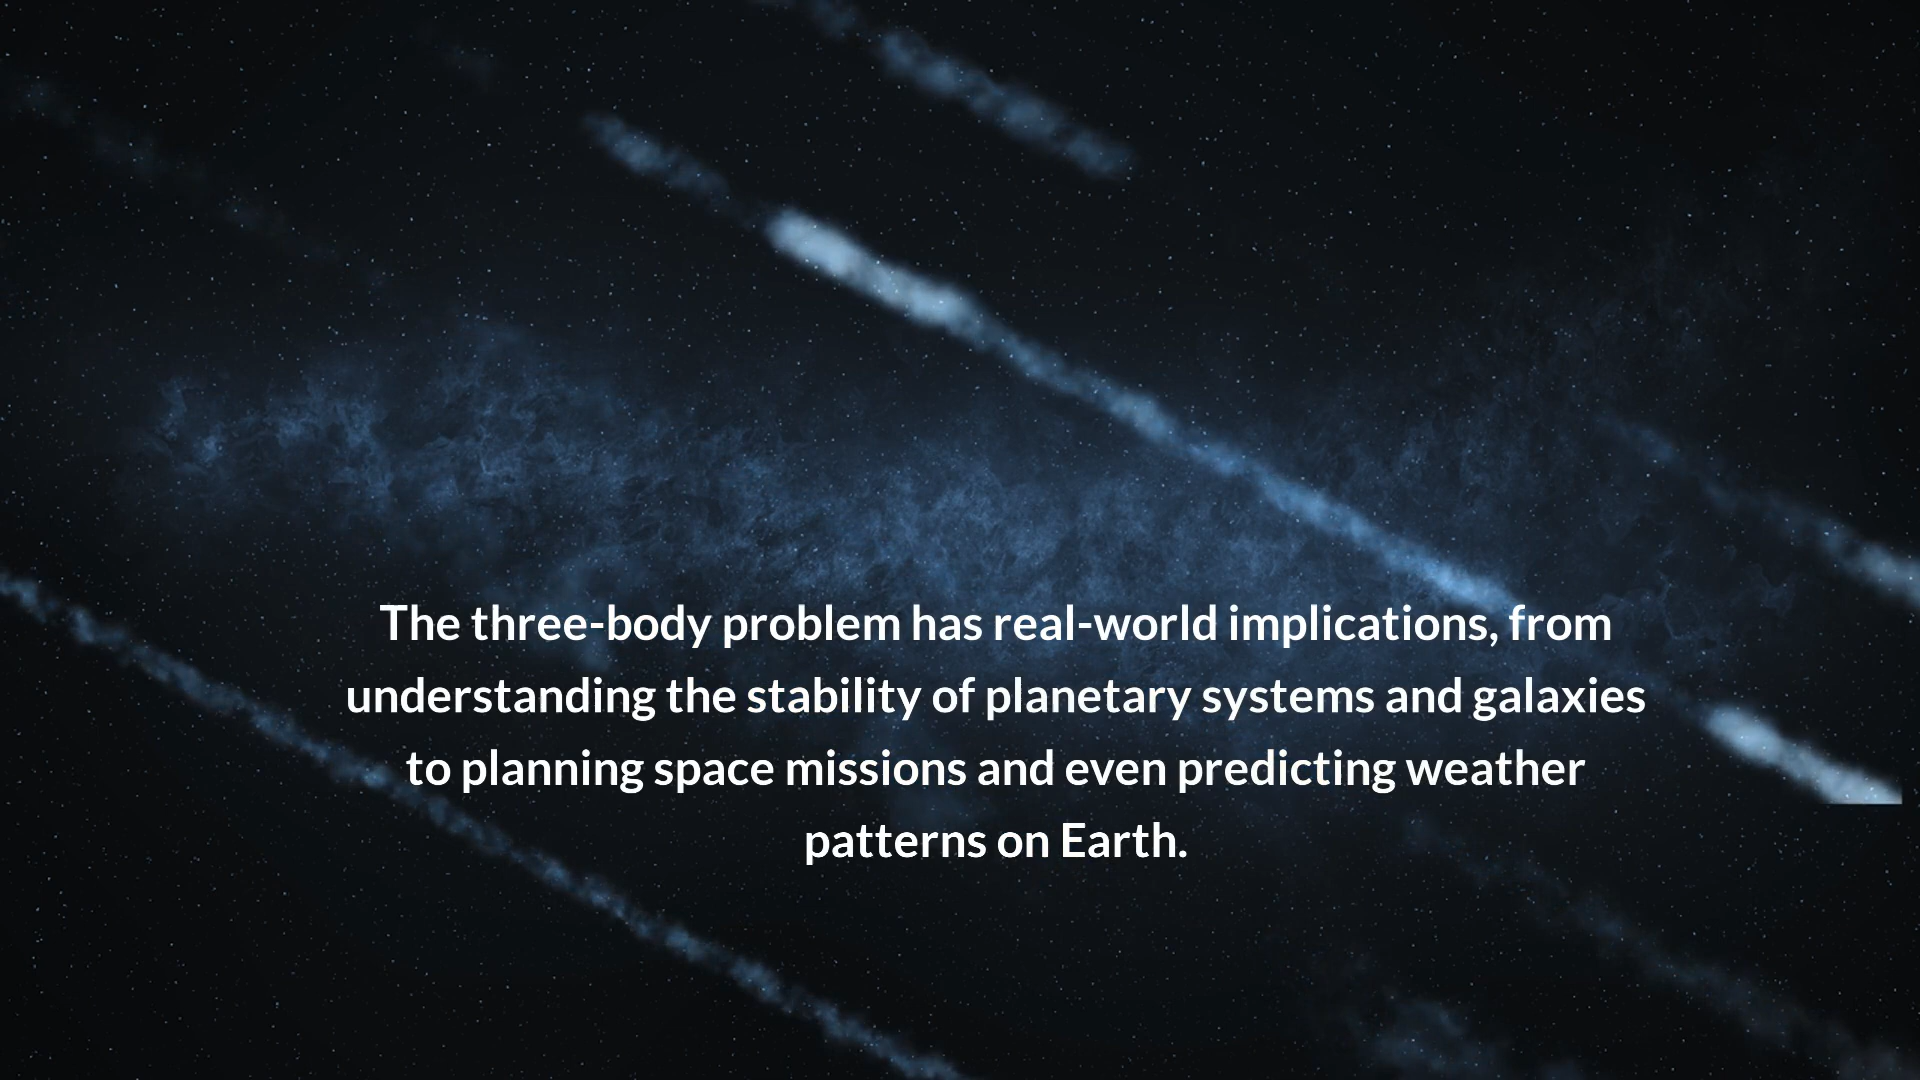 The three-body problem has real-world implications, from
understanding the stability of planetary systems and galaxies
to planning space missions and even predicting weather
patterns on Earth.